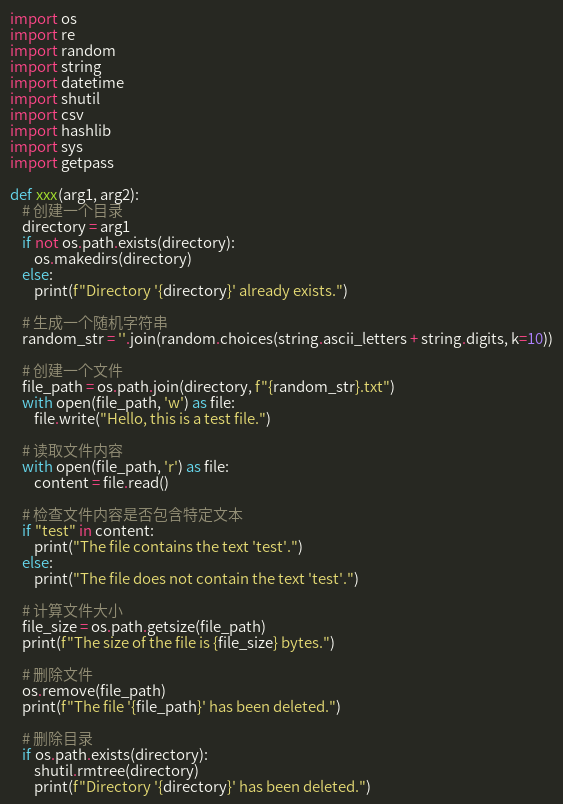 import os
import re
import random
import string
import datetime
import shutil
import csv
import hashlib
import sys
import getpass

def xxx(arg1, arg2):
    # 创建一个目录
    directory = arg1
    if not os.path.exists(directory):
        os.makedirs(directory)
    else:
        print(f"Directory '{directory}' already exists.")

    # 生成一个随机字符串
    random_str = ''.join(random.choices(string.ascii_letters + string.digits, k=10))

    # 创建一个文件
    file_path = os.path.join(directory, f"{random_str}.txt")
    with open(file_path, 'w') as file:
        file.write("Hello, this is a test file.")

    # 读取文件内容
    with open(file_path, 'r') as file:
        content = file.read()

    # 检查文件内容是否包含特定文本
    if "test" in content:
        print("The file contains the text 'test'.")
    else:
        print("The file does not contain the text 'test'.")

    # 计算文件大小
    file_size = os.path.getsize(file_path)
    print(f"The size of the file is {file_size} bytes.")

    # 删除文件
    os.remove(file_path)
    print(f"The file '{file_path}' has been deleted.")

    # 删除目录
    if os.path.exists(directory):
        shutil.rmtree(directory)
        print(f"Directory '{directory}' has been deleted.")